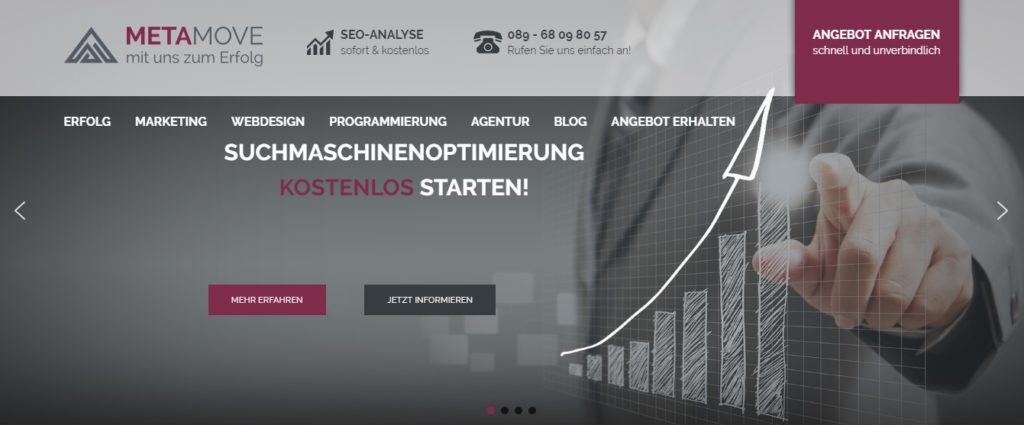 METAMOVE
mit uns zum Erfolg
SEO-ANALYSE
sofort & kostenlos
089 - 68 09 80 57
Rufen Sie uns einfach an!
ANGEBOT ANFRAGEN
schnell und unverbindlich
ERFOLG MARKETING WEBDESIGN PROGRAMMIERUNG AGENTUR BLOG ANGEBOT ERHALTEN
SUCHMASCHINENOPTIMIERUNG
KOSTENLOS STARTEN!
MEHR ERFAHREN JETZT INFORMIEREN